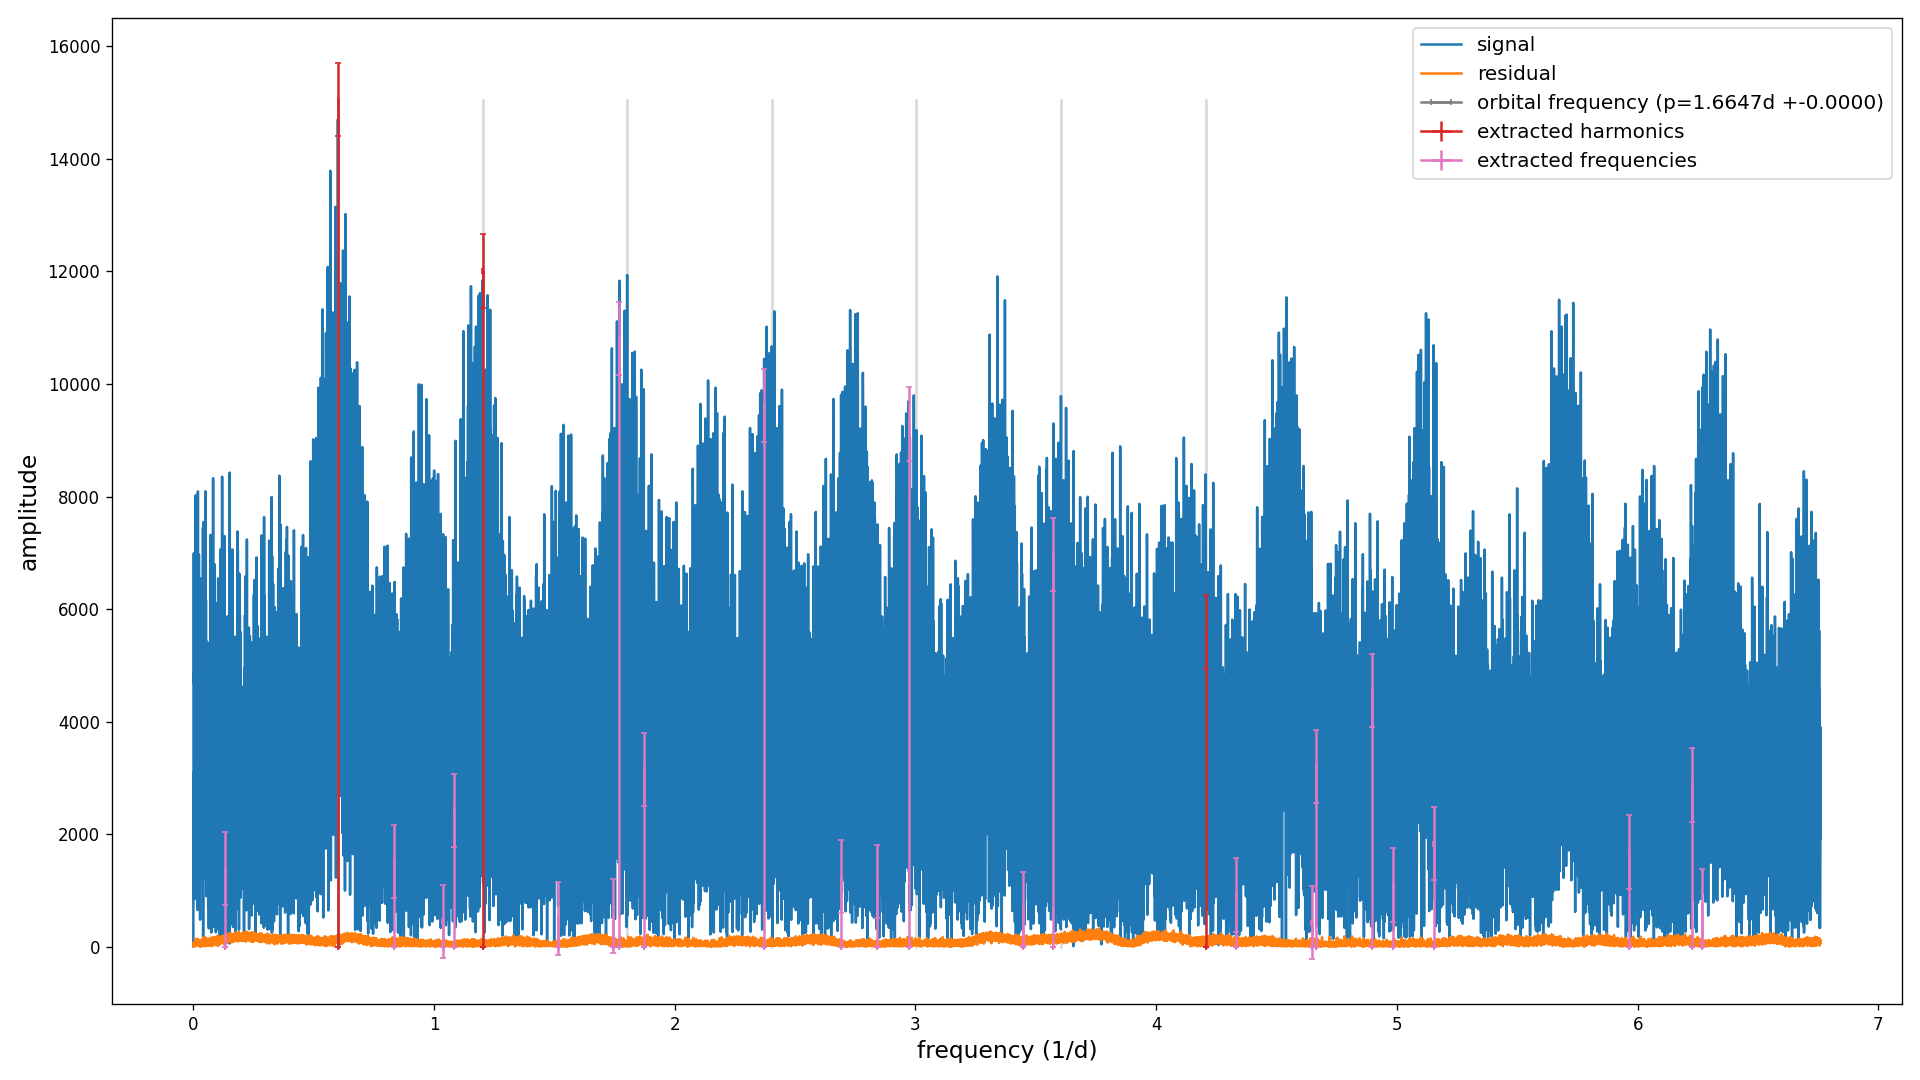 signal
residual
orbital frequency (p=1.6647d +-0.0000)
extracted harmonics
extracted frequencies
16000
14000
12000
10000
8000
6000
4000
2000
0
amplitude
0 1 2 3 4 5 6 7
frequency (1/d)